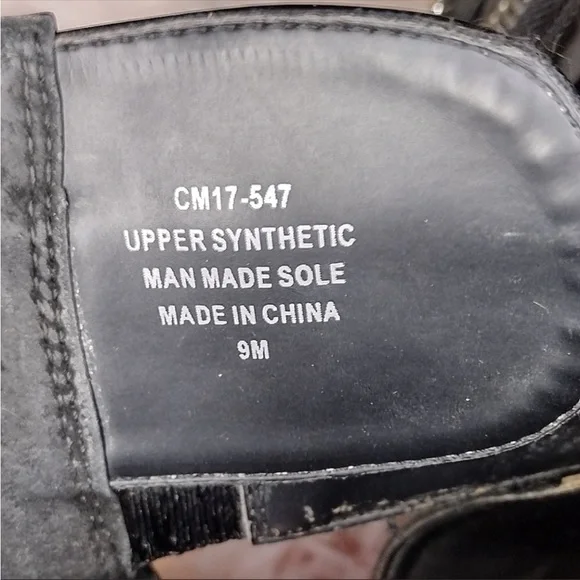 CM17-547
UPPER SYNTHETIC
MAN MADE SOLE
MADE IN CHINA
9M